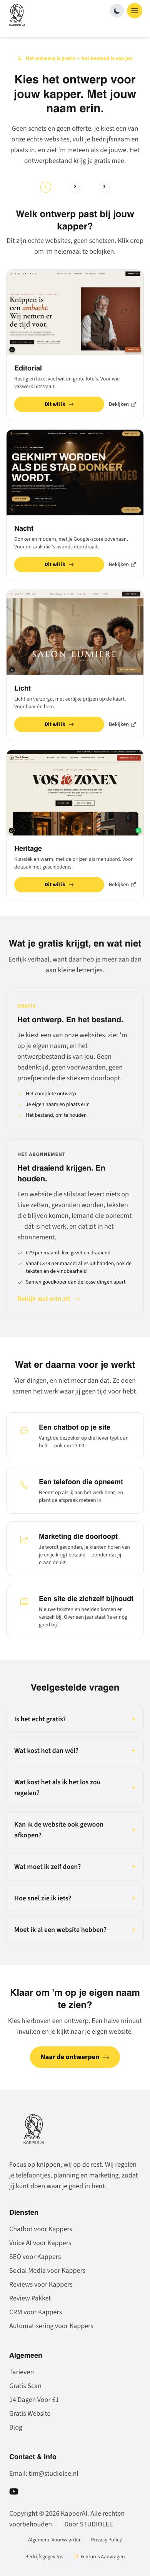 KAPPER AI
Het ontwerp is gratis — het bestand is van jou
Kies het ontwerp voor
jouw kapper. Met jouw
naam erin.
Geen schets en geen offerte: je kiest een van
onze echte websites, vult je bedrijfsnaam en
plaats in, en ziet 'm meteen als de jouwe. Het
ontwerpbestand krijg je gratis mee.
1 2 3
Welk ontwerp past bij jouw
kapper?
Dit zijn echte websites, geen schetsen. Klik erop
om 'm helemaal te bekijken.
Knippen is
een ambacht.
Wij nemen er
de tijd voor.
Editorial
Rustig en luxe, veel wit en grote foto's. Voor wie
vakwerk uitstraalt.
Dit wil ik → Bekijken
GEKNIPT WORDEN
ALS DE STAD DONKER
WORDT.
NACHTPLOEG
Nacht
Donker en modern, met je Google-score bovenaan.
Voor de zaak die 's avonds doordraait.
Dit wil ik → Bekijken
SALON LUMIÈRE
Licht
Licht en verzorgd, met eerlijke prijzen op de kaart.
Voor haar én hem.
Dit wil ik → Bekijken
VOS & ZONEN
Heritage
Klassiek en warm, met de prijzen als menubord. Voor
de zaak met geschiedenis.
Dit wil ik → Bekijken
Wat je gratis krijgt, en wat niet
Eerlijk verhaal, want daar heb je meer aan dan
aan kleine lettertjes.
GRATIS
Het ontwerp. En het bestand.
Je kiest een van onze websites, ziet 'm
op je eigen naam, en het
ontwerpbestand is van jou. Geen
bedenktijd, geen voorwaarden, geen
proefperiode die stiekem doorloopt.
Het complete ontwerp
Je eigen naam en plaats erin
Het bestand, om te houden
HET ABONNEMENT
Het draaiend krijgen. En
houden.
Een website die stilstaat levert niets op.
Live zetten, gevonden worden, teksten
die blijven komen, iemand die opneemt
— dát is het werk, en dat zit in het
abonnement.
€79 per maand: live gezet en draaiend
Vanaf €379 per maand: alles uit handen, ook de
teksten en de vindbaarheid
Samen goedkoper dan de losse dingen apart
Bekijk wat erin zit →
Wat er daarna voor je werkt
Vier dingen, en niet meer dan dat. Ze doen
samen het werk waar jij geen tijd voor hebt.
Een chatbot op je site
Vangt de bezoeker op die liever typt dan
belt — ook om 23:00.
Een telefoon die opneemt
Neemt op als jij aan het werk bent, en
plant de afspraak meteen in.
Marketing die doorloopt
Je wordt gevonden, je klanten horen van
je en je krijgt betaald — zonder dat jij
eraan denkt.
Een site die zichzelf bijhoudt
Nieuwe teksten en beelden komen er
vanzelf bij. Over een jaar staat 'ie er nóg
goed bij.
Veelgestelde vragen
Is het echt gratis? +
Wat kost het dan wél? +
Wat kost het als ik het los zou
regelen? +
Kan ik de website ook gewoon
afkopen? +
Wat moet ik zelf doen? +
Hoe snel zie ik iets? +
Moet ik al een website hebben? +
Klaar om 'm op je eigen naam
te zien?
Kies hierboven een ontwerp. Een halve minuut
invullen en je kijkt naar je eigen website.
Naar de ontwerpen →
KAPPER AI
Focus op knippen, wij op de rest. Wij regelen
je telefoontjes, planning en marketing, zodat
jij kunt doen waar je goed in bent.
Diensten
Chatbot voor Kappers
Voice AI voor Kappers
SEO voor Kappers
Social Media voor Kappers
Reviews voor Kappers
Review Pakket
CRM voor Kappers
Automatisering voor Kappers
Algemeen
Tarieven
Gratis Scan
14 Dagen Voor €1
Gratis Website
Blog
Contact & Info
Email: tim@studiolee.nl
Copyright © 2026 KapperAI. Alle rechten
voorbehouden. | Door STUDIOLEE
Algemene Voorwaarden Privacy Policy
Bedrijfsgegevens Features Aanvragen